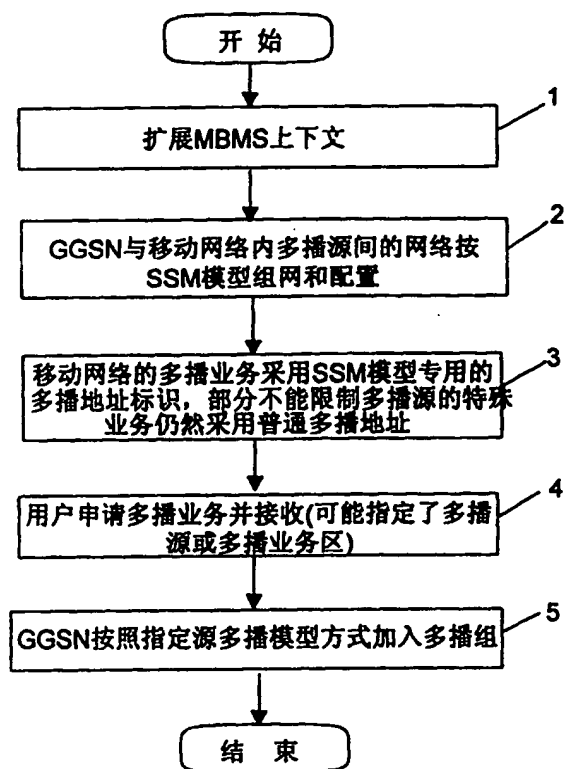 开 始
1
扩展MBMS上下文
2
GGSN与移动网络内多播源间的网络按
SSM模型组网和配置
3
移动网络的多播业务采用SSM模型专用的
多播地址标识，部分不能限制多播源的特殊
业务仍然采用普通多播地址
4
用户申请多播业务并接收(可能指定了多播
源或多播业务区)
5
GGSN按照指定源多播模型方式加入多播组
结 束